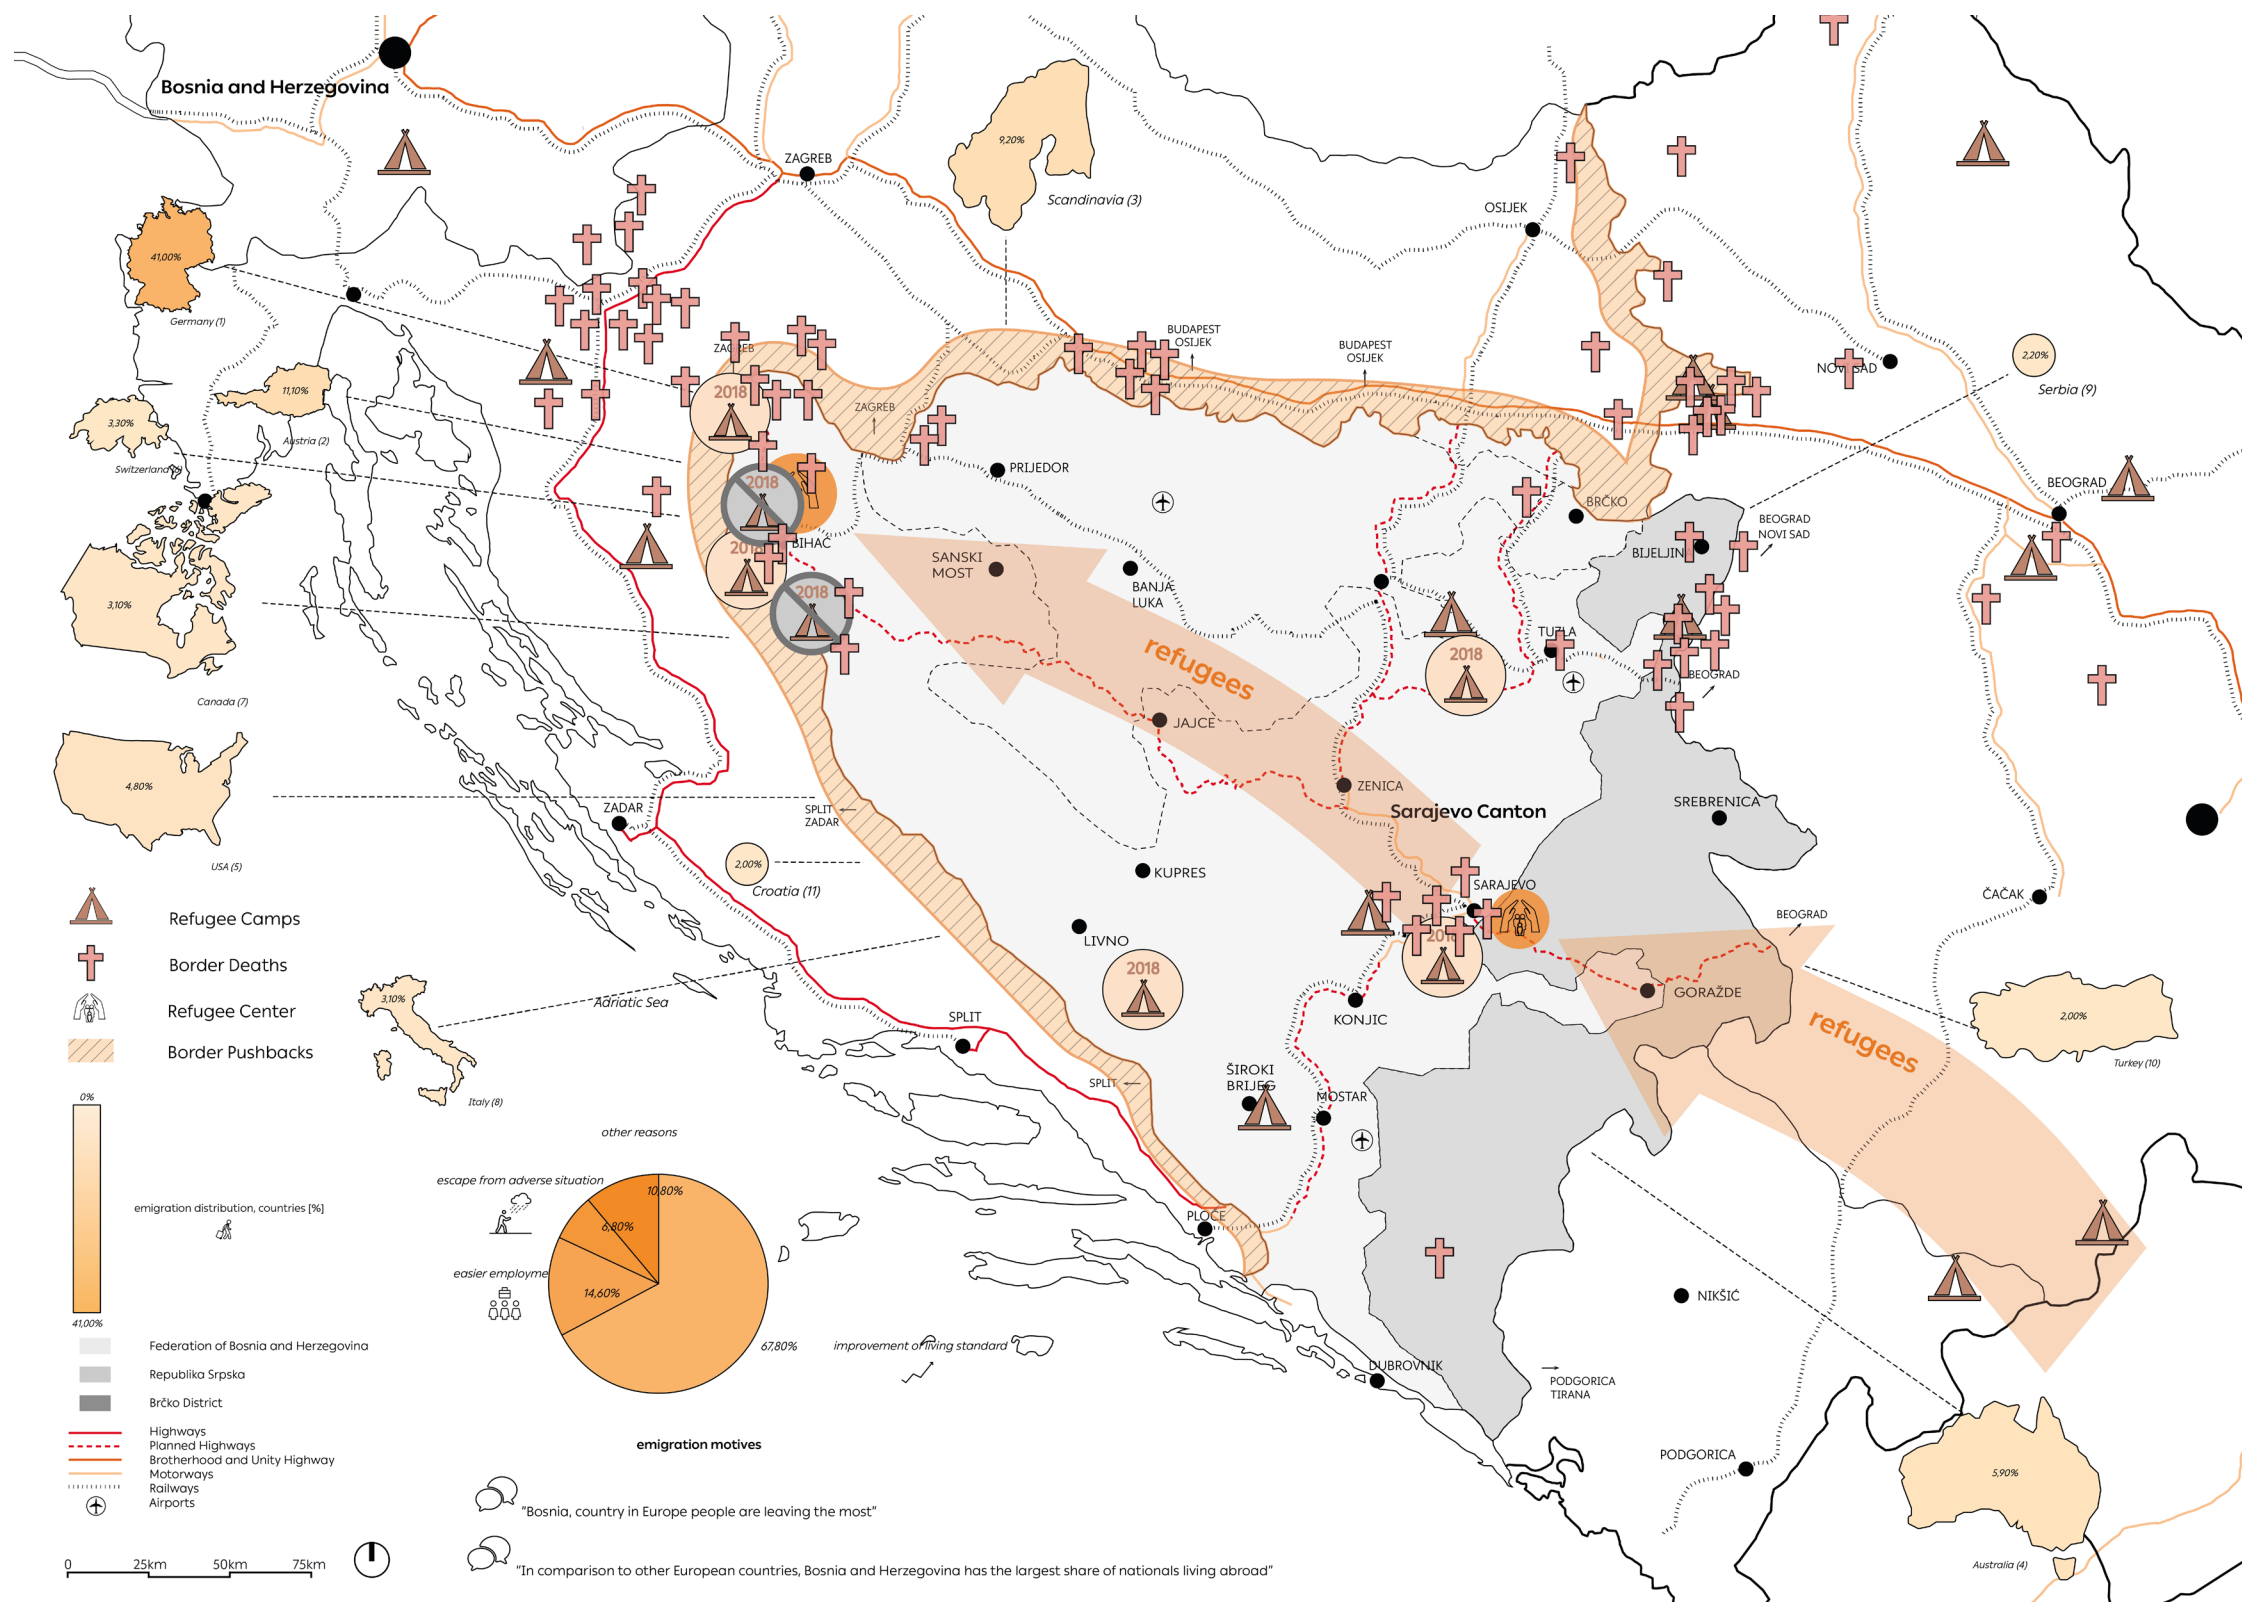 Bosnia and Herzegovina
ZAGREB
9,20%
Scandinavia (3)
OSIJEK
41,00%
Germany (1)
ZAGREB
BUDAPEST
OSIJEK
BUDAPEST
OSIJEK
NOVI SAD
2,20%
Serbia (9)
11,10%
Austria (2)
3,30%
Switzerland (6)
2018
ZAGREB
PRIJEDOR
BEOGRAD
2018
BRČKO
BEOGRAD
NOVI SAD
2018
BIHAĆ
SANSKI
MOST
BIJELJINA
BANJA
LUKA
3,10%
Canada (7)
2018
TUZLA
2018
BEOGRAD
refugees
JAJCE
4,80%
USA (5)
ZENICA
Sarajevo Canton
SREBRENICA
ZADAR
SPLIT
ZADAR
2,00%
Croatia (11)
KUPRES
SARAJEVO
ČAČAK
BEOGRAD
LIVNO
2018
2018
GORAŽDE
KONJIC
refugees
2,00%
Turkey (10)
Refugee Camps
Border Deaths
Refugee Center
Border Pushbacks
3,10%
Italy (8)
Adriatic Sea
SPLIT
SPLIT
ŠIROKI
BRIJEG
MOSTAR
0%
emigration distribution, countries [%]
41,00%
other reasons
escape from adverse situation
10,80%
6,80%
easier employme
14,60%
67,80%
improvement of living standard
emigration motives
PLOČE
NIKŠIĆ
DUBROVNIK
PODGORICA
TIRANA
PODGORICA
5,90%
Australia (4)
Federation of Bosnia and Herzegovina
Republika Srpska
Brčko District
Highways
Planned Highways
Brotherhood and Unity Highway
Motorways
Railways
Airports
"Bosnia, country in Europe people are leaving the most"
"In comparison to other European countries, Bosnia and Herzegovina has the largest share of nationals living abroad"
0
25km
50km
75km